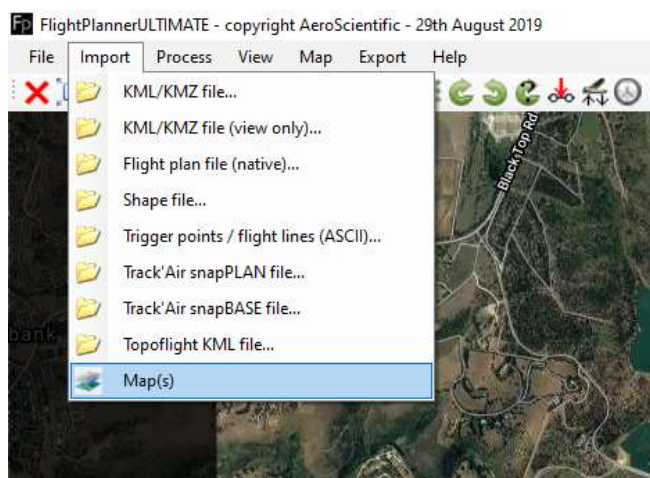 Fp FlightPlannerULTIMATE - copyright AeroScientific - 29th August 2019
File Import Process View Map Export Help
KML/KMZ file...
KML/KMZ file (view only)...
Flight plan file (native)...
Shape file...
Trigger points / flight lines (ASCII)...
Track'Air snapPLAN file...
Track'Air snapBASE file...
Topoflight KML file...
Map(s)
Black Top Rd
bank